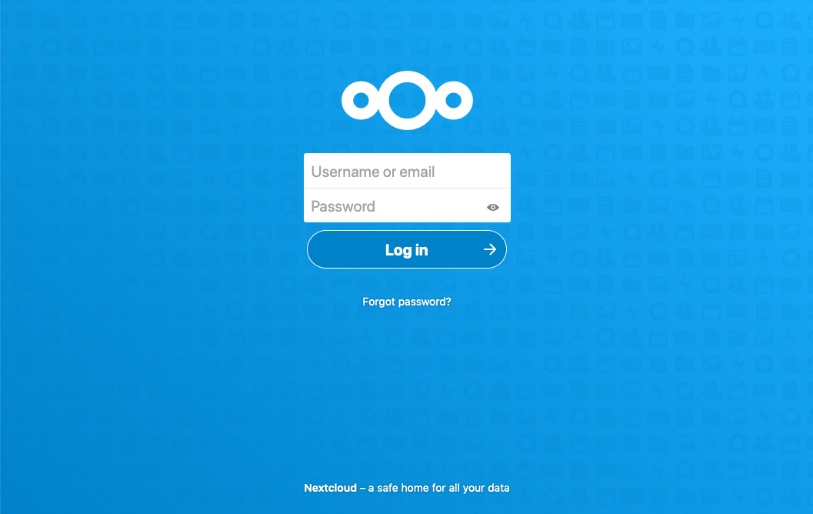 Username or email
Password
Log in
Forgot password?
Nextcloud – a safe home for all your data